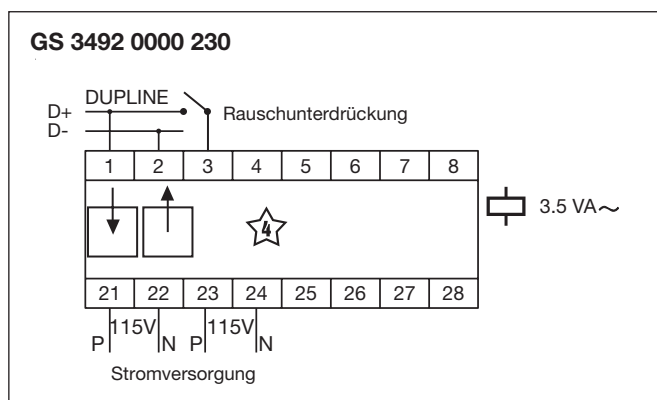 GS 3492 0000 230
DUPLINE
D+
Rauschunterdrückung
D-
1 2 3 4 5 6 7 8
3.5 VA~
4
21 22 23 24 25 26 27 28
115V 115V
P N P N
Stromversorgung